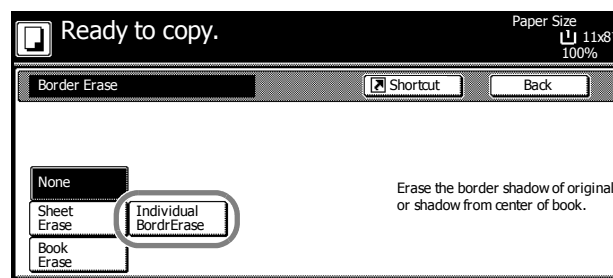 Ready to copy.
Paper Size
11x8
100%
Border Erase
Shortcut
Back
None
Sheet
Erase
Individual
BordrErase
Book
Erase
Erase the border shadow of original
or shadow from center of book.